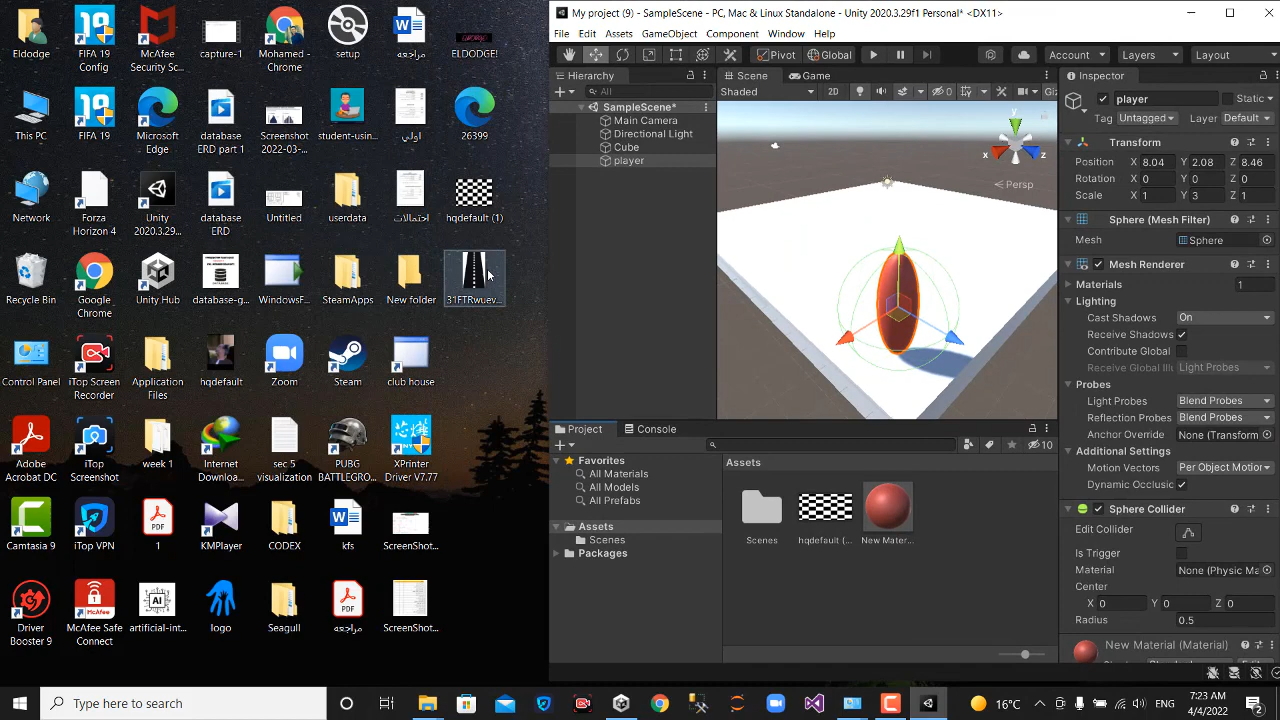 Eldodge
FIFA 19 Config
McAfee Security Sc...
capture-1
Mohamed - Chrome
setup
مراجعه
ELDODGE!
This PC
FIFA 19
Microsoft Edge
database ERD part 1
Screenshot 2022-03-...
student-usin...
اولي
26399
Network
Forza Horizon 4
Unity 2020.3.29...
database ERD
Untitled
userdata
احتمالات
hqdefault (1)
Recycle Bin
Google Chrome
Unity Hub
database-g...
WindowsF...
SteamApps
New folder
31FTRwuev...
Control Panel
iTop Screen Recorder
Application Files
hqdefault
Zoom
Steam
club house
Adobe Acrobat DC
iTop Screenshot
week 1
Internet Downloa...
sec 5 visualization
PUBG BATTLEGRO...
XPrinter Driver V7.77
Camtasia 9
iTop VPN
1
KMPlayer
CODEX
kfs
ScreenShot...
Driver Booster 9
McAfee Safe Connect
artificial-int...
logo
Seagull
مراجعه
ScreenShot...
My project (9) - SampleScene - PC, Mac & Linux Standalone - Unity 2020.3.29f1 Personal* <DX11>
File Edit Assets GameObject Component Window Help
Pivot
Account
Layers
Layout
Hierarchy
All
SampleScene
Main Camera
Directional Light
Cube
player
Scene
Game
Shaded
0
Giz
y
x
z
Persp
Inspector
player
Static
Tag Untagged
Layer Default
Transform
Position X 8.04 Y 2.08 Z 8.48
Rotation X 0 Y 0 Z 0
Scale X 1 Y 3 Z 1
Sphere (Mesh Filter)
Mesh
Sphere
Mesh Renderer
Materials
1
Lighting
Cast Shadows
On
Receive Shadows
Contribute Global
Receive Global Illu
Light Probes
Probes
Light Probes
Blend Probes
Reflection Probes
Blend Probes
Anchor Override
None (Transform
Additional Settings
Motion Vectors
Per Object Motion
Dynamic Occlusic
Sphere Collider
Edit Collider
Is Trigger
Material
None (Physic Ma
Center
X 0
Y 0
Radius
0.5
New Material (Material)
Project
Console
10
Favorites
All Materials
All Models
All Prefabs
Assets
Scenes
Packages
Assets
Scenes
hqdefault (...
New Mater...
Type here to search
16°C
7:23 AM
4/4/2022